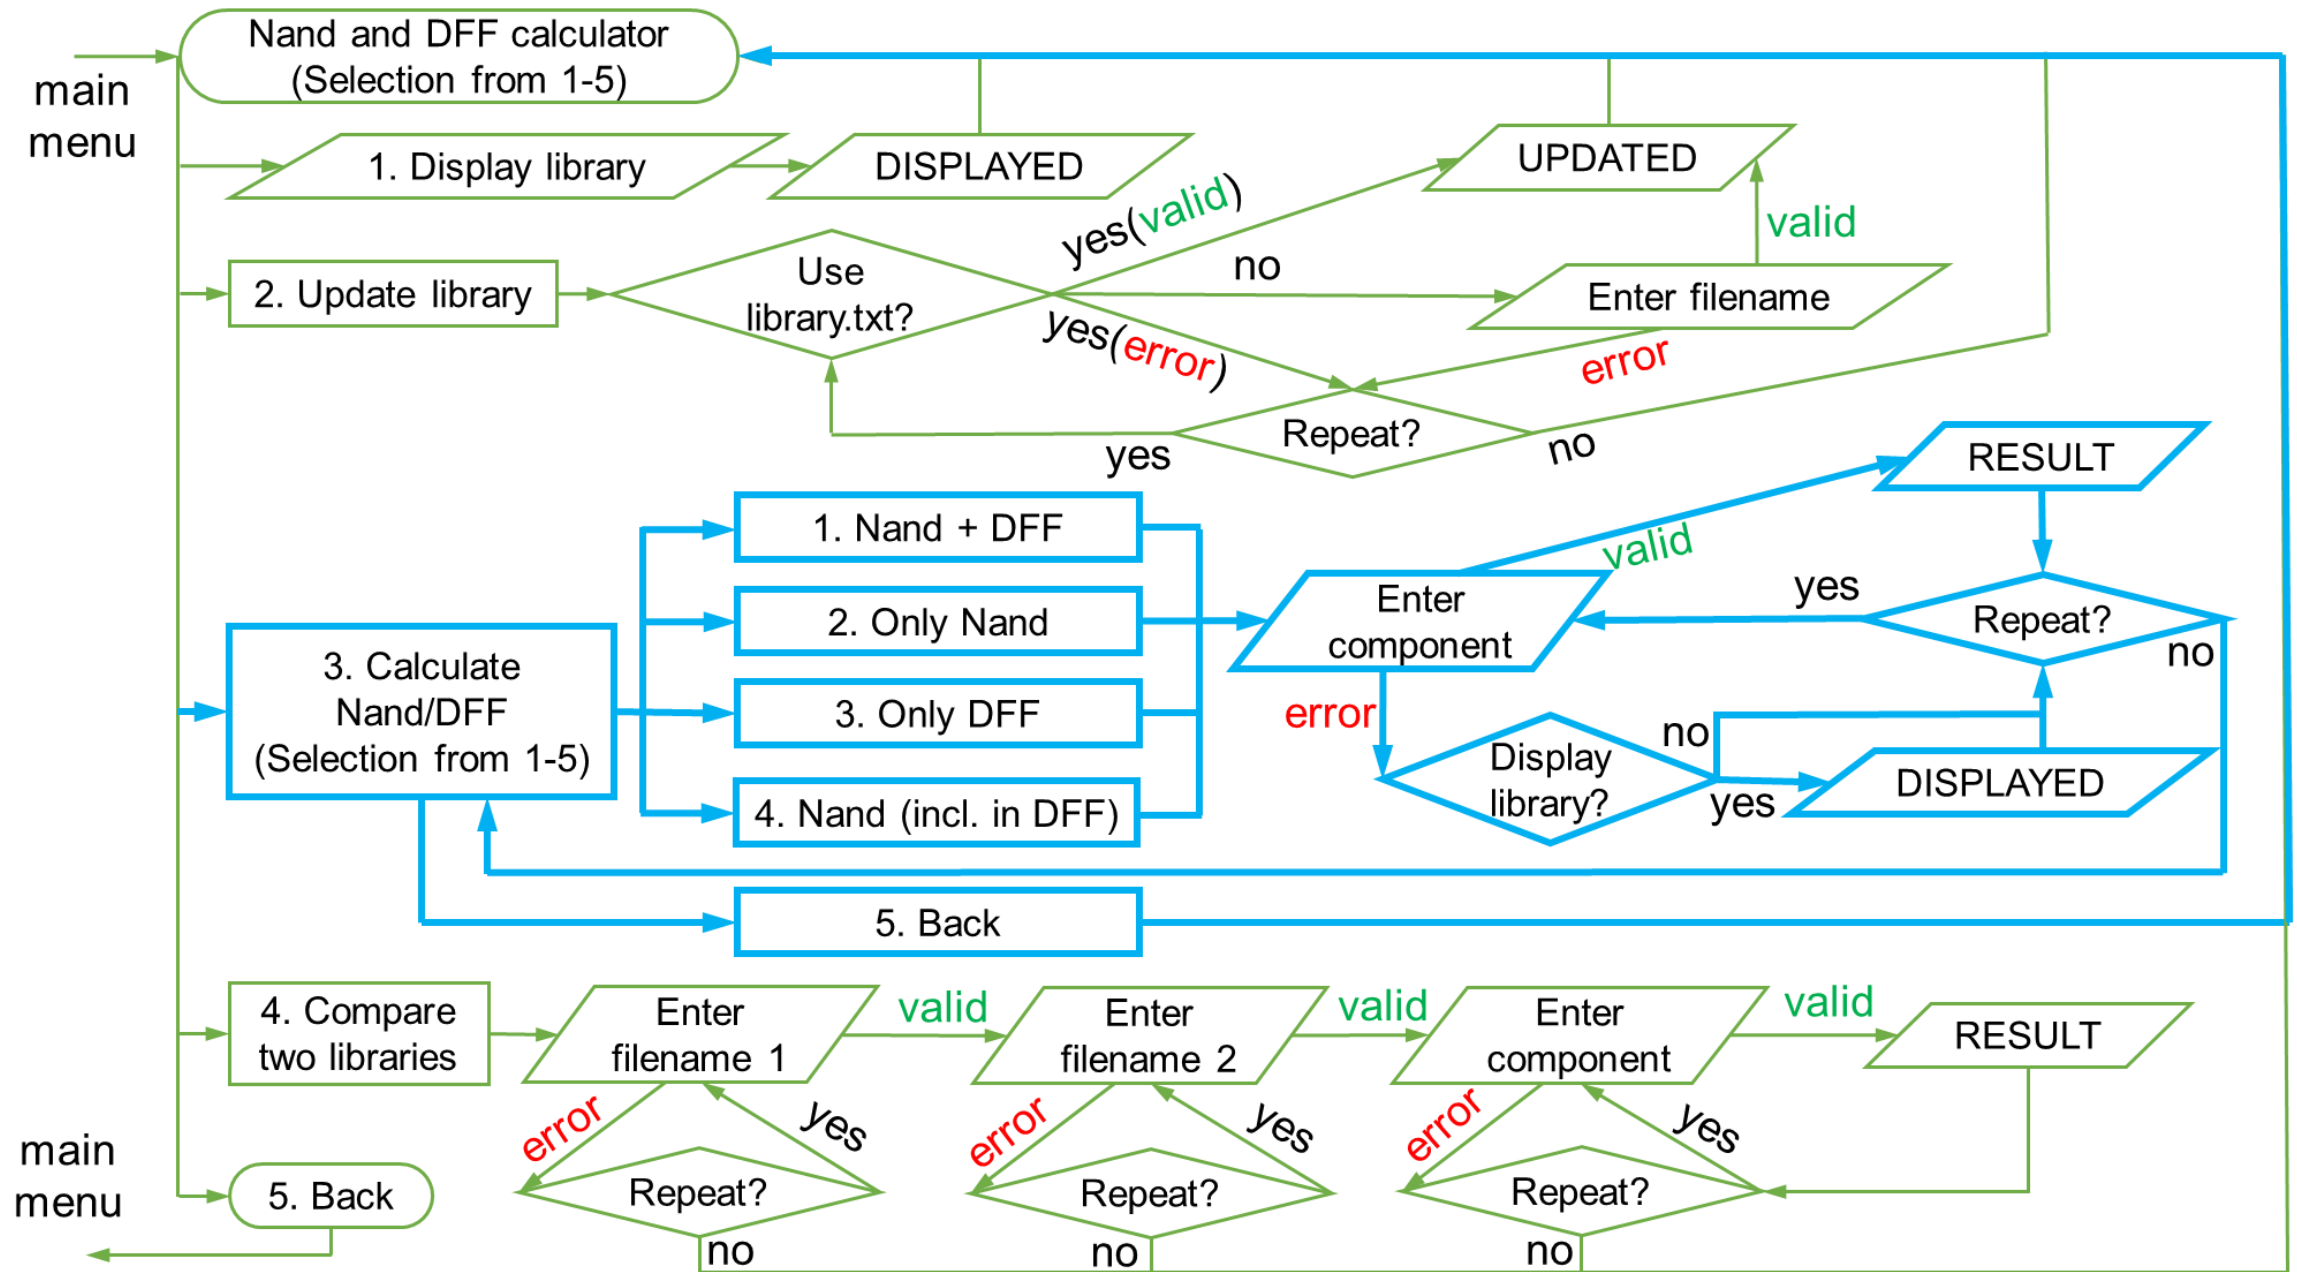 Nand and DFF calculator
(Selection from 1-5)
main
menu
1. Display library
DISPLAYED
UPDATED
yes(valid)
valid
no
2. Update library
Use
library.txt?
Enter filename
yes(error)
error
Repeat?
yes
no
RESULT
1. Nand + DFF
valid
2. Only Nand
Enter
component
yes
Repeat?
no
3. Calculate
Nand/DFF
(Selection from 1-5)
3. Only DFF
error
no
Display
library?
yes
DISPLAYED
4. Nand (incl. in DFF)
5. Back
4. Compare
two libraries
Enter
filename 1
valid
Enter
filename 2
valid
Enter
component
valid
RESULT
error
yes
error
yes
error
yes
main
menu
5. Back
Repeat?
Repeat?
Repeat?
no
no
no